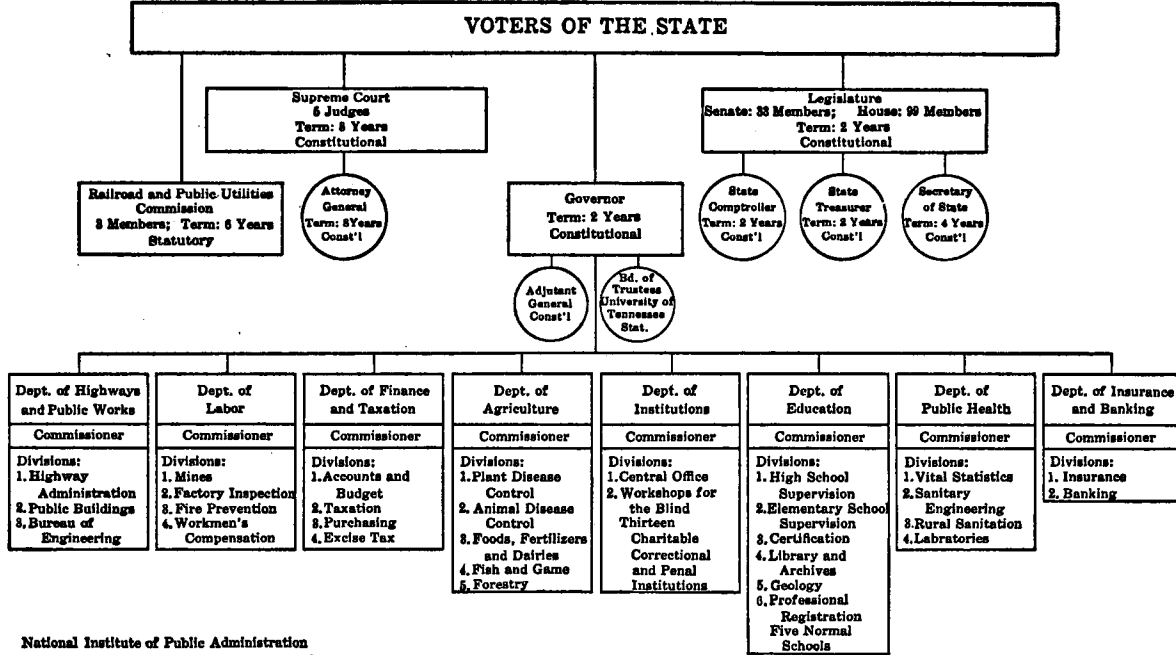 VOTERS OF THE STATE
Supreme Court
5 Judges
Term: 8 Years
Constitutional
Legislature
Senate: 33 Members; House: 99 Members
Term: 2 Years
Constitutional
Railroad and Public Utilities
Commission
3 Members; Term: 6 Years
Statutory
Attorney
General
Term: 8Years
Const'l
Governor
Term: 2 Years
Constitutional
State
Comptroller
Term: 2 Years
Const'l
State
Treasurer
Term: 2 Years
Const'l
Secretary
of State
Term: 4 Years
Const'l
Adjutant
General
Const'l
Bd. of
Trustees
University of
Tennessee
Stat.
Dept. of Highways
and Public Works
Commissioner
Divisions:
1. Highway
Administration
2. Public Buildings
3. Bureau of
Engineering
Dept. of
Labor
Commissioner
Divisions:
1. Mines
2. Factory Inspection
3. Fire Prevention
4. Workmen's
Compensation
Dept. of Finance
and Taxation
Commissioner
Divisions:
1. Accounts and
Budget
2. Taxation
3. Purchasing
4. Excise Tax
Dept. of
Agriculture
Commissioner
Divisions:
1. Plant Disease
Control
2. Animal Disease
Control
3. Foods, Fertilizers
and Dairies
4. Fish and Game
5. Forestry
Dept. of
Institutions
Commissioner
Divisions:
1. Central Office
2. Workshops for
the Blind
Thirteen
Charitable
Correctional
and Penal
Institutions
Dept. of
Education
Commissioner
Divisions:
1. High School
Supervision
2. Elementary School
Supervision
3. Certification
4. Library and
Archives
5. Geology
6. Professional
Registration
Five Normal
Schools
Dept. of
Public Health
Commissioner
Divisions:
1. Vital Statistics
2. Sanitary
Engineering
3. Rural Sanitation
4. Labratories
Dept. of Insurance
and Banking
Commissioner
Divisions:
1. Insurance
2. Banking
National Institute of Public Administration